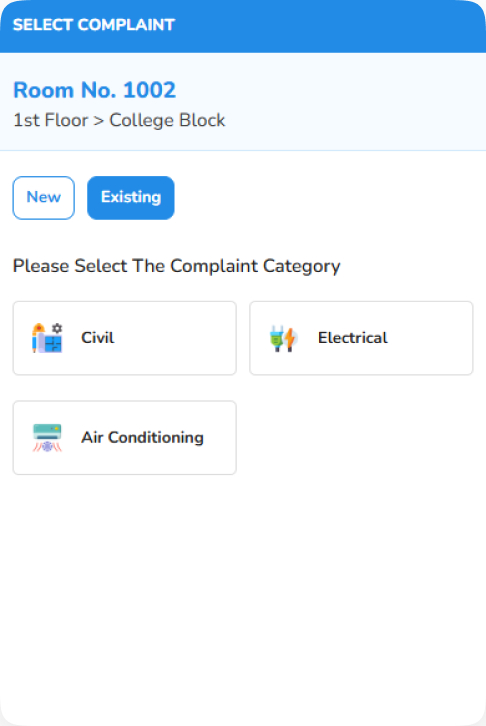 SELECT COMPLAINT
Room No. 1002
1st Floor > College Block
New Existing
Please Select The Complaint Category
Civil Electrical
Air Conditioning